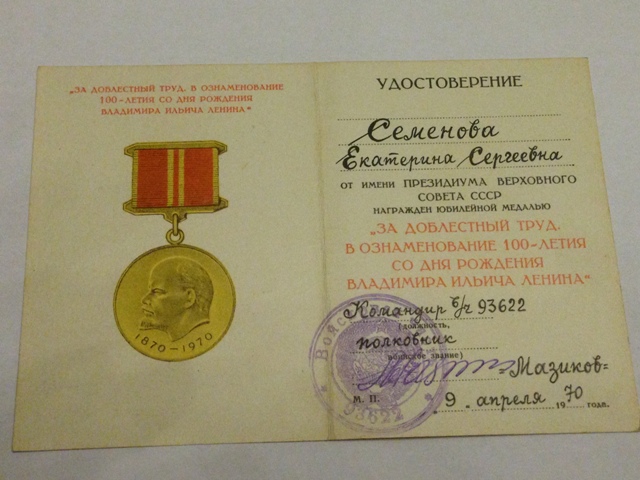 „ЗА ДОБЛЕСТНЫЙ ТРУД. В ОЗНАМЕНОВАНИЕ
100-ЛЕТИЯ СО ДНЯ РОЖДЕНИЯ
ВЛАДИМИРА ИЛЬИЧА ЛЕНИНА“
1870–1970
УДОСТОВЕРЕНИЕ
Семенова
Екатерина Сергеевна
ОТ ИМЕНИ ПРЕЗИДИУМА ВЕРХОВНОГО
СОВЕТА СССР
НАГРАЖДЕН ЮБИЛЕЙНОЙ МЕДАЛЬЮ
„ЗА ДОБЛЕСТНЫЙ ТРУД.
В ОЗНАМЕНОВАНИЕ 100-ЛЕТИЯ
СО ДНЯ РОЖДЕНИЯ
ВЛАДИМИРА ИЛЬИЧА ЛЕНИНА“
Командир в/ч 93622
(должность,
полковник
воинское звание)
=Мазиков=
М. П. „9„ апреля 1970 года.
93622